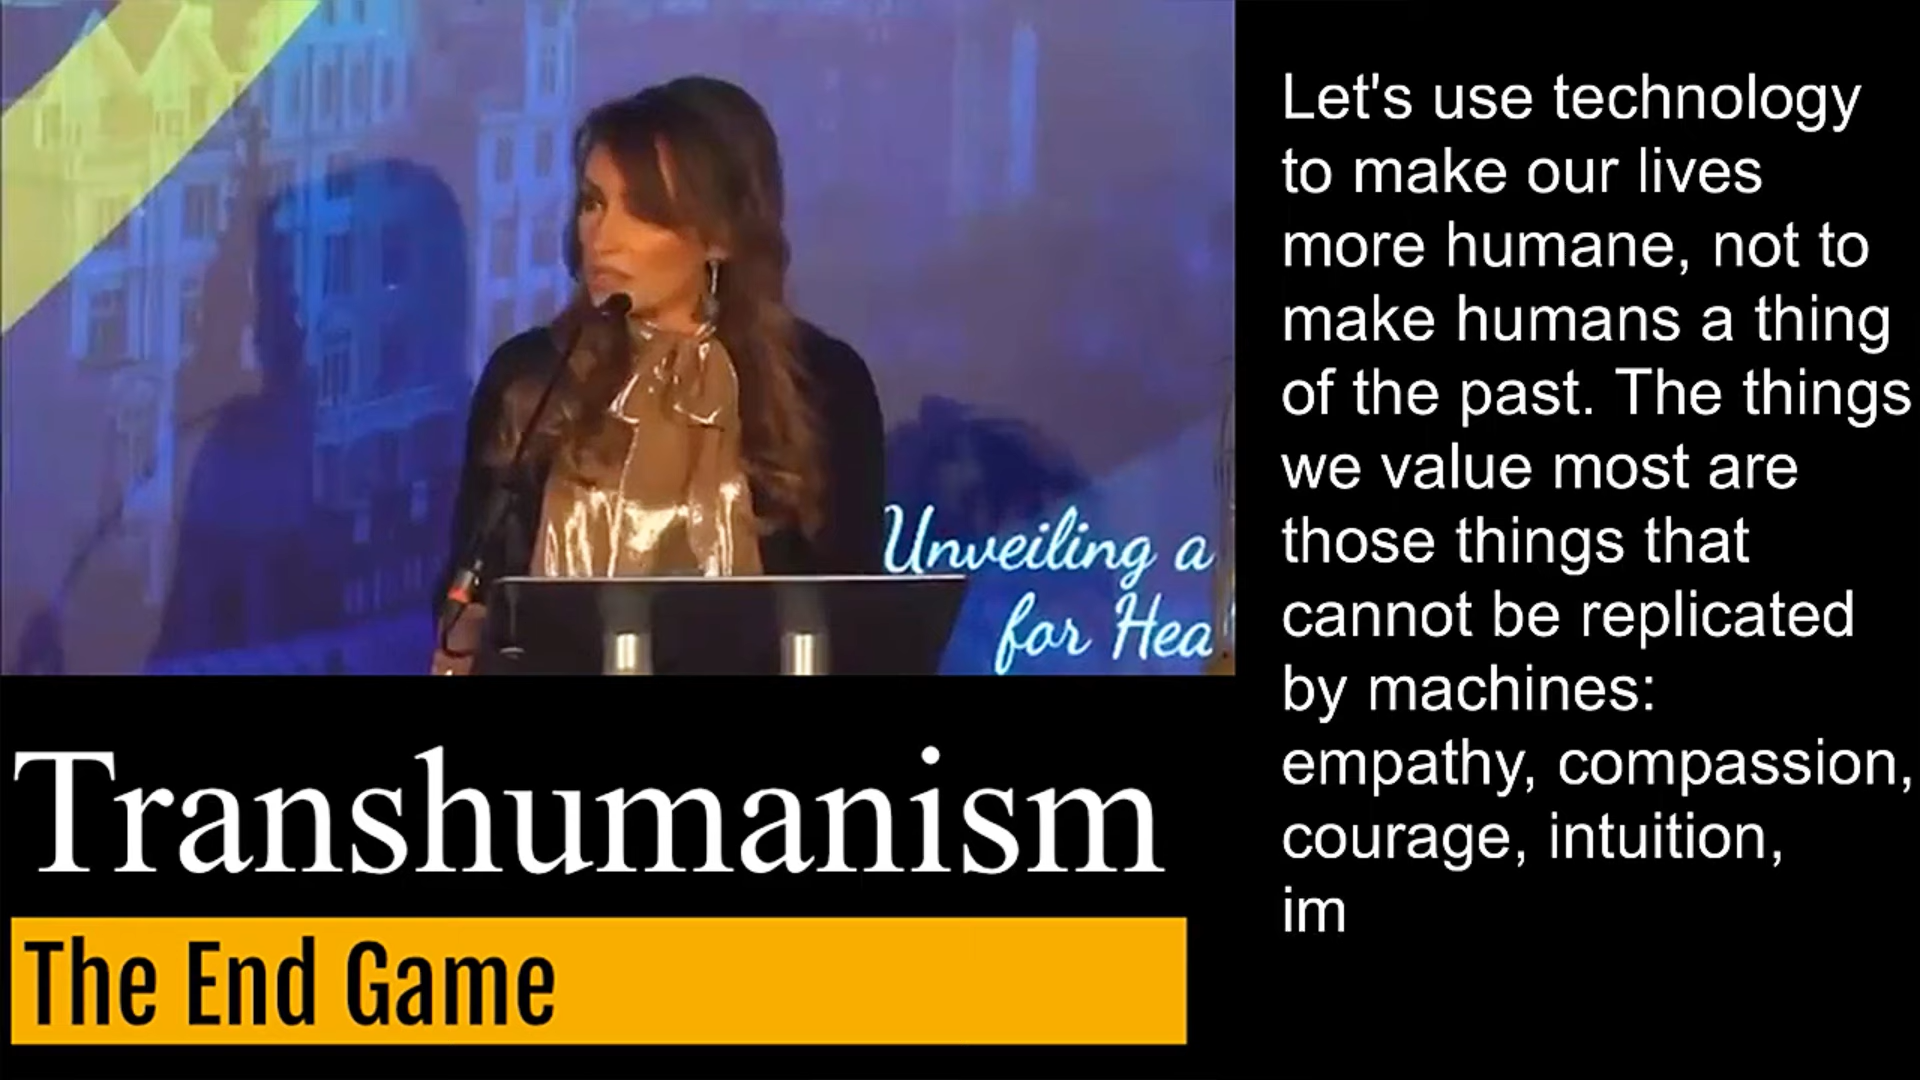 Unveiling a
for Hea
Transhumanism
The End Game
Let's use technology
to make our lives
more humane, not to
make humans a thing
of the past. The things
we value most are
those things that
cannot be replicated
by machines:
empathy, compassion,
courage, intuition,
im